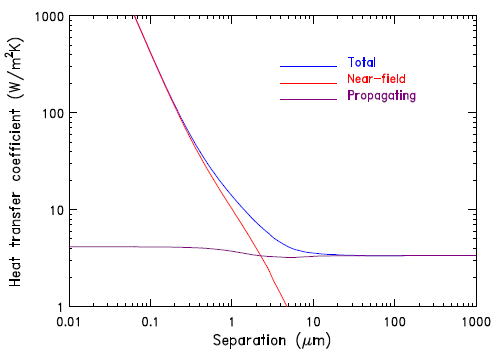 Heat transfer coefficient (W/m²K)
1000
100
10
1
Total
Near-field
Propagating
0.01 0.1 1 10 100 1000
Separation (μm)